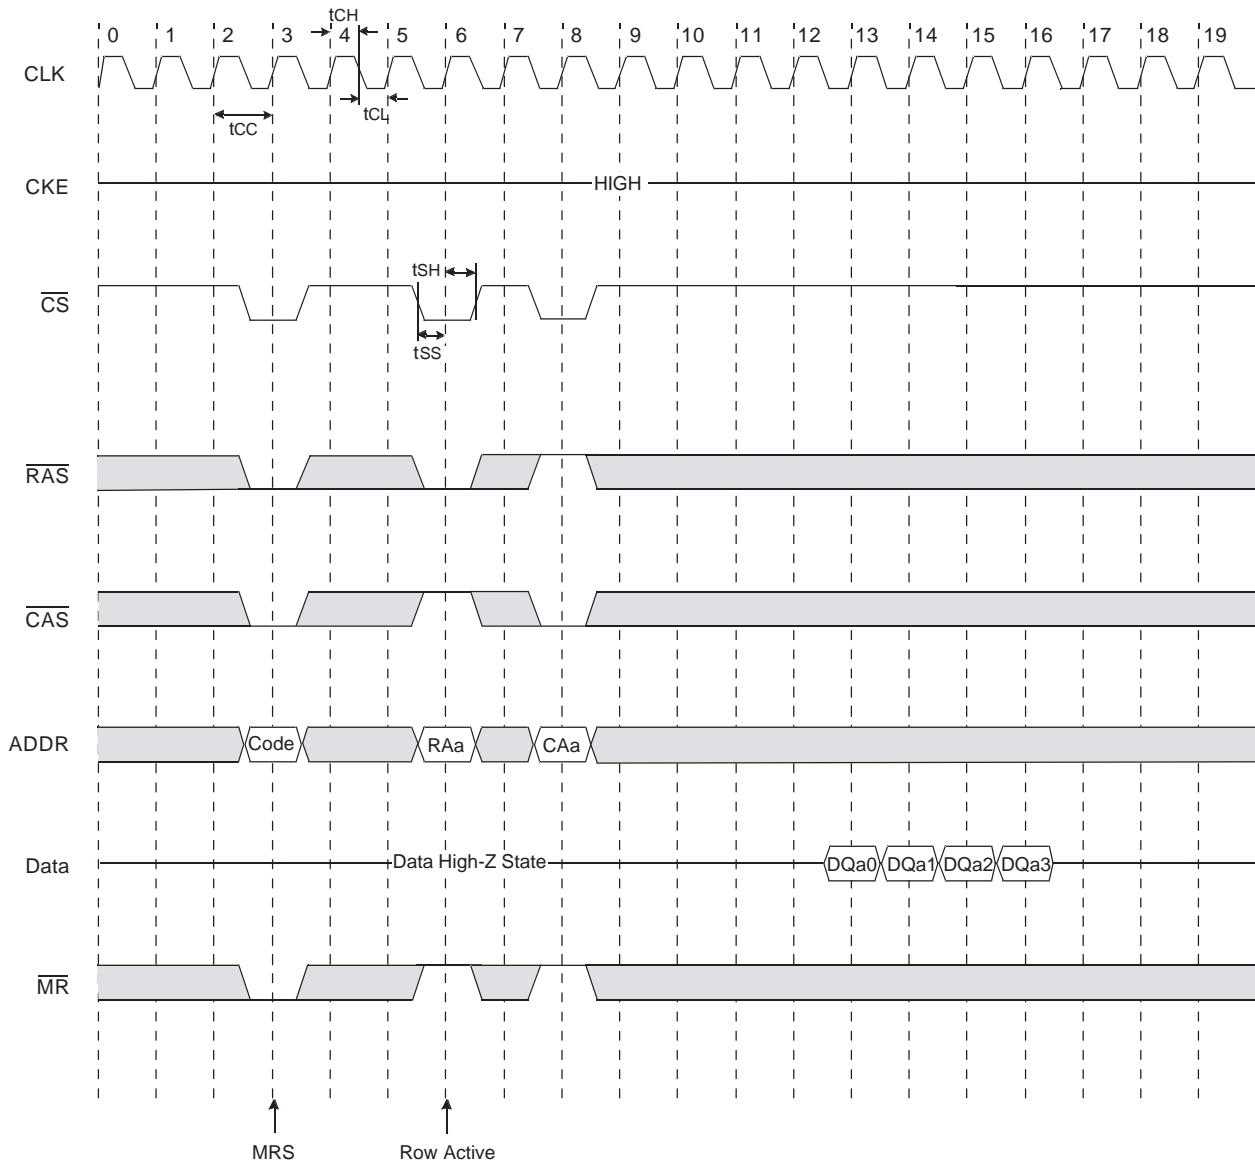 tCH
0 1 2 3 4 5 6 7 8 9 10 11 12 13 14 15 16 17 18 19
CLK
tCL
tCC
CKE
HIGH
tSH
CS
tSS
RAS
CAS
ADDR
Code RAa CAa
Data
Data High-Z State
DQa0 DQa1 DQa2 DQa3
MR
MRS Row Active